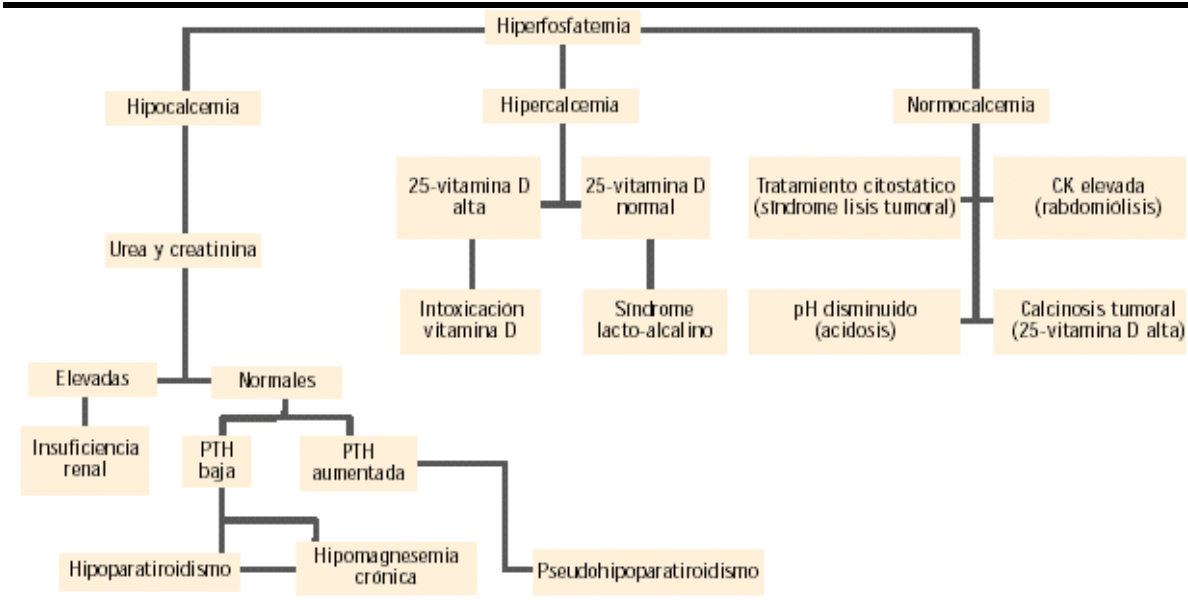 Hiperfosfatemia
Hipocalcemia
Hipercalcemia
Normocalcemia
25-vitamina D
alta
25-vitamina D
normal
Tratamiento citostático
(síndrome lisis tumoral)
CK elevada
(rabdomiólisis)
Urea y creatinina
Intoxicación
vitamina D
Síndrome
lacto-alcalino
pH disminuido
(acidosis)
Calcinosis tumoral
(25-vitamina D alta)
Elevadas
Normales
Insuficiencia
renal
PTH
baja
PTH
aumentada
Hipoparatiroidismo
Hipomagnesemia
crónica
Pseudohipoparatiroidismo